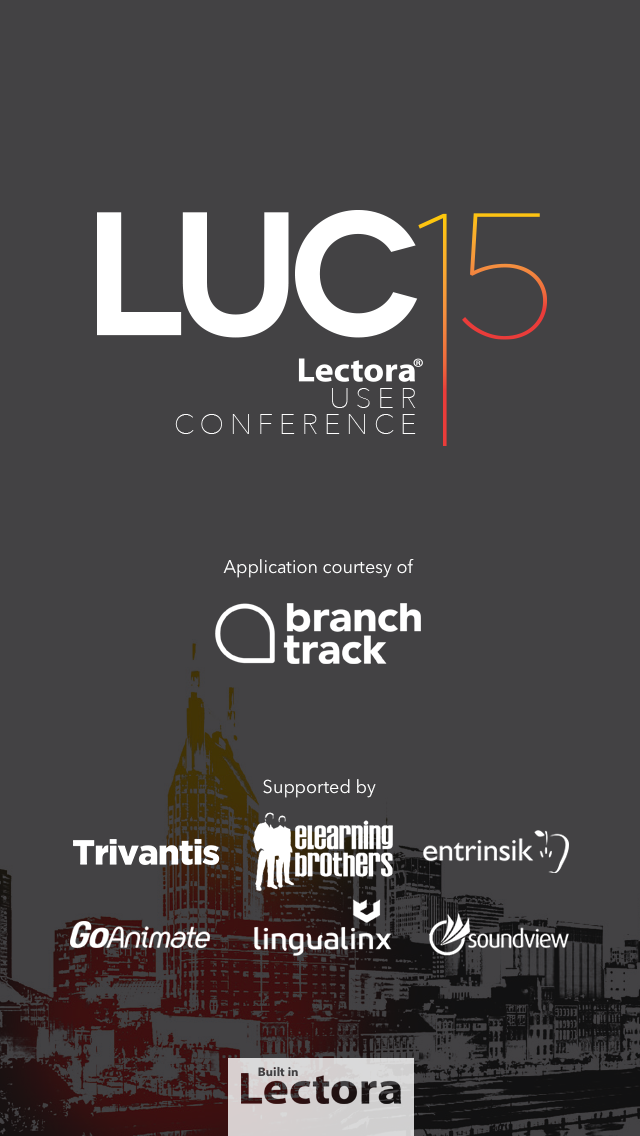 LUC15
Lectora®
USER
CONFERENCE
Application courtesy of
branch
track
Supported by
Trivantis
elearning
brothers
entrinsik
GoAnimate
lingualinx
soundview
Built in
Lectora